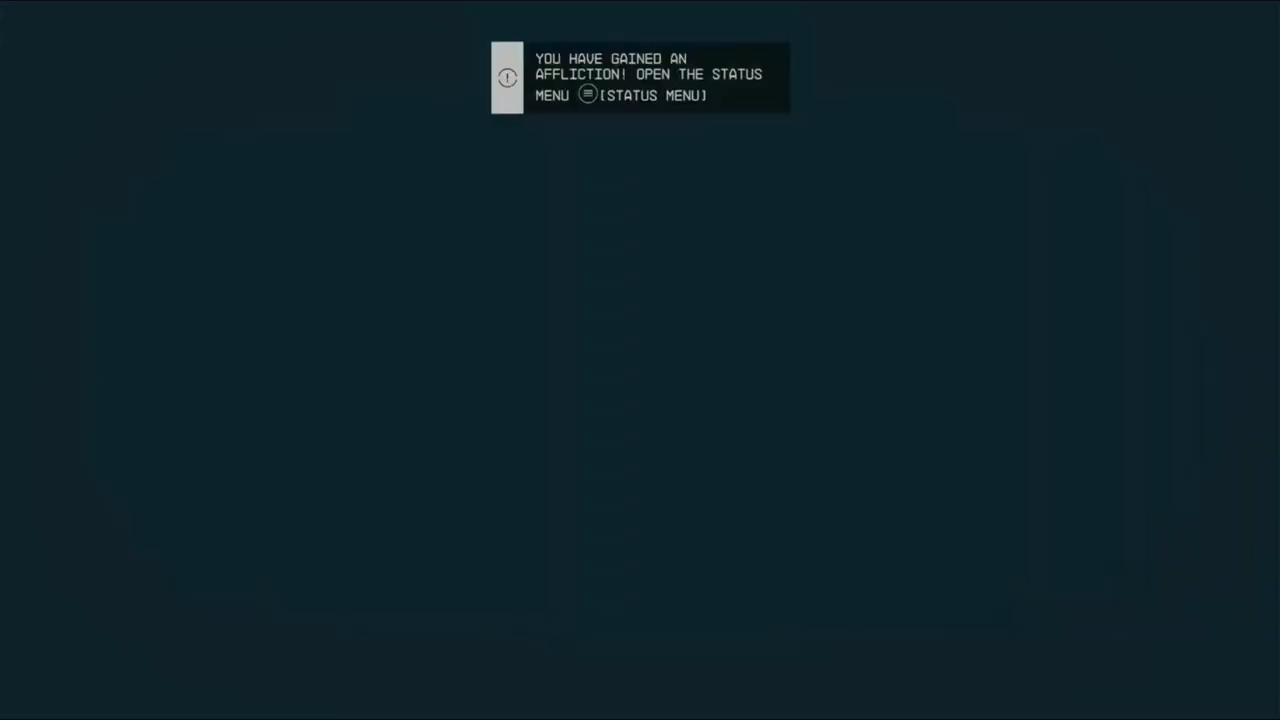 YOU HAVE GAINED AN
AFFLICTION! OPEN THE STATUS
MENU [STATUS MENU]